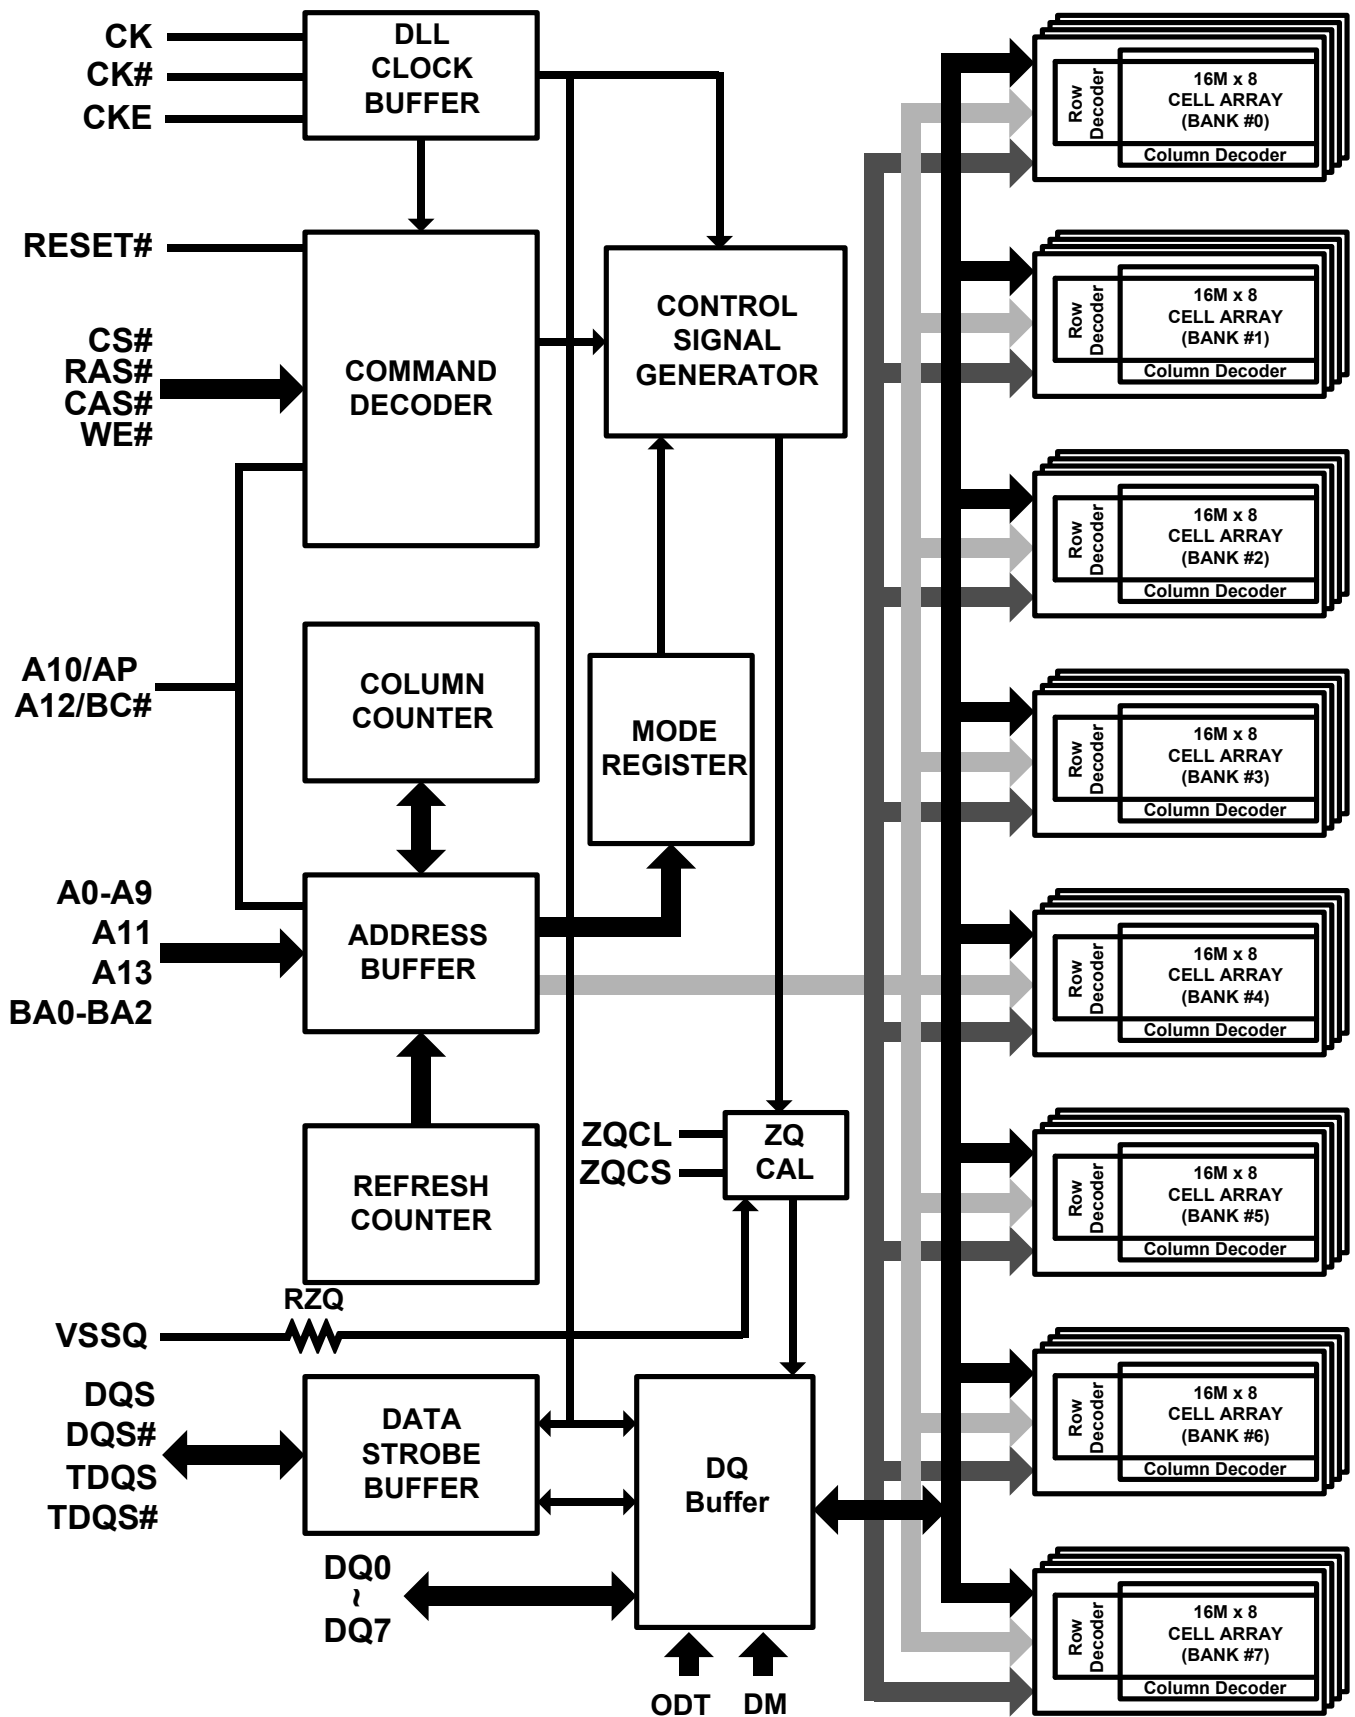 CK
CK#
CKE
DLL
CLOCK
BUFFER
RESET#
CS#
RAS#
CAS#
WE#
COMMAND
DECODER
CONTROL
SIGNAL
GENERATOR
A10/AP
A12/BC#
COLUMN
COUNTER
MODE
REGISTER
A0-A9
A11
A13
BA0-BA2
ADDRESS
BUFFER
REFRESH
COUNTER
ZQCL
ZQCS
ZQ
CAL
RZQ
VSSQ
DQS
DQS#
TDQS
TDQS#
DATA
STROBE
BUFFER
DQ
Buffer
DQ0
~
DQ7
ODT
DM
Row
Decoder
16M x 8
CELL ARRAY
(BANK #0)
Column Decoder
Row
Decoder
16M x 8
CELL ARRAY
(BANK #1)
Column Decoder
Row
Decoder
16M x 8
CELL ARRAY
(BANK #2)
Column Decoder
Row
Decoder
16M x 8
CELL ARRAY
(BANK #3)
Column Decoder
Row
Decoder
16M x 8
CELL ARRAY
(BANK #4)
Column Decoder
Row
Decoder
16M x 8
CELL ARRAY
(BANK #5)
Column Decoder
Row
Decoder
16M x 8
CELL ARRAY
(BANK #6)
Column Decoder
Row
Decoder
16M x 8
CELL ARRAY
(BANK #7)
Column Decoder